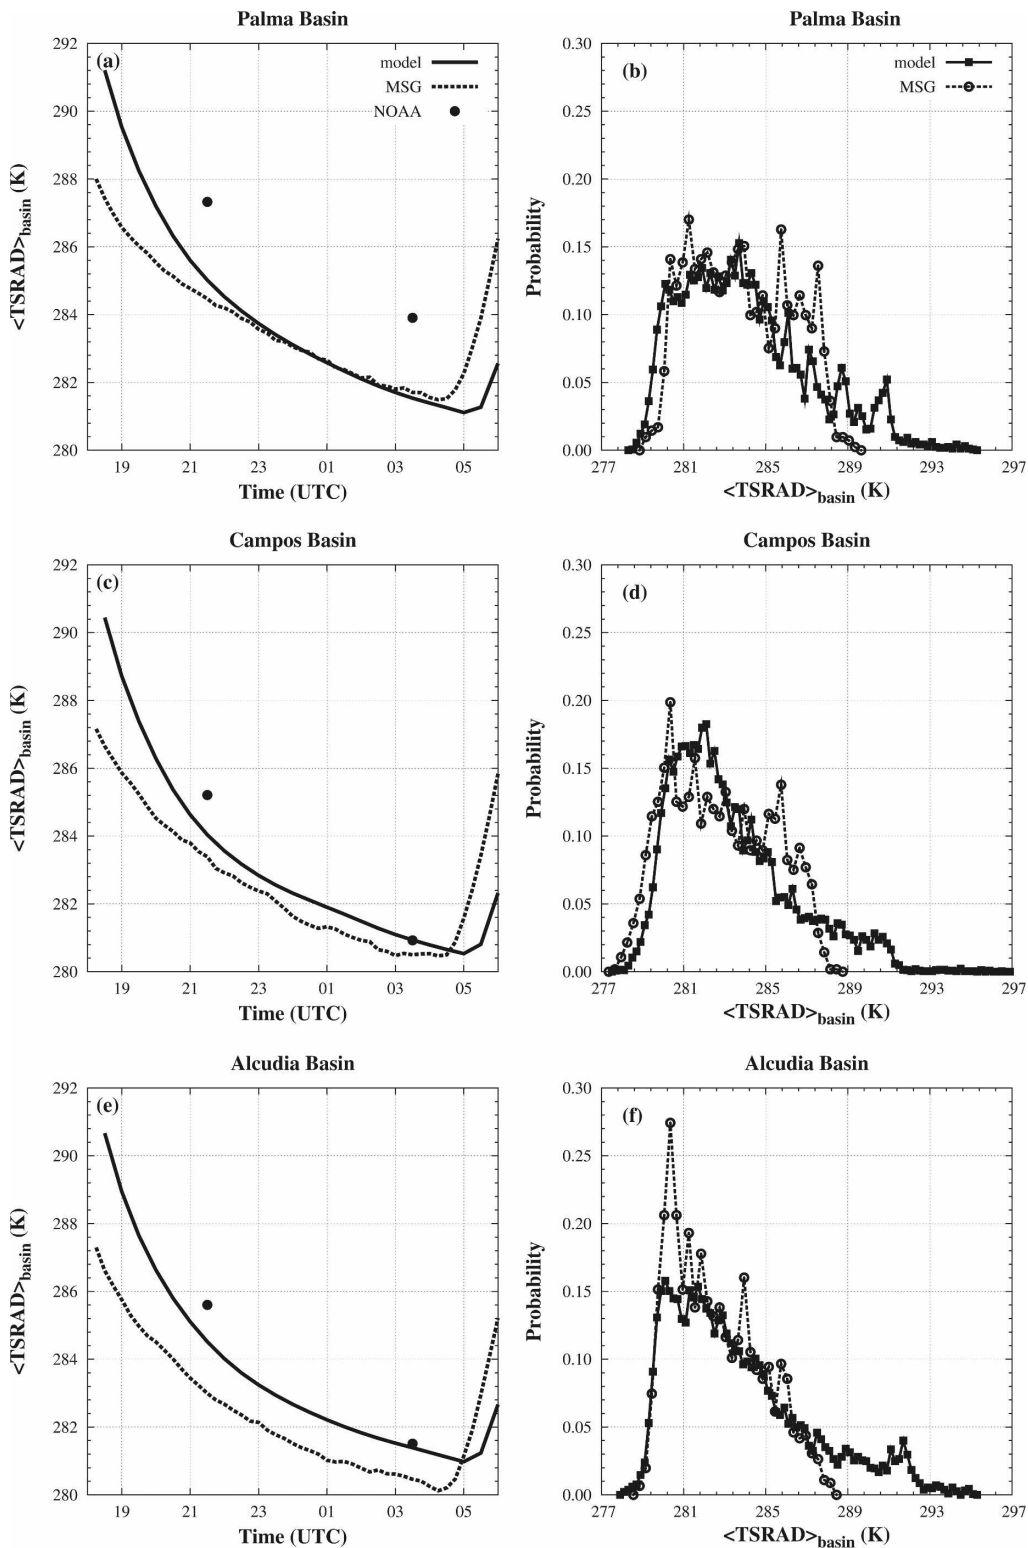 Palma Basin
292
290
288
286
284
282
280
(a)
model
MSG
NOAA
<TSRAD>basin (K)
19
21
23
01
03
05
Time (UTC)
Palma Basin
0.30
0.25
0.20
0.15
0.10
0.05
0.00
(b)
model
MSG
Probability
277
281
285
289
293
297
<TSRAD>basin (K)
Campos Basin
292
290
288
286
284
282
280
(c)
<TSRAD>basin (K)
19
21
23
01
03
05
Time (UTC)
Campos Basin
0.30
0.25
0.20
0.15
0.10
0.05
0.00
(d)
Probability
277
281
285
289
293
297
<TSRAD>basin (K)
Alcudia Basin
292
290
288
286
284
282
280
(e)
<TSRAD>basin (K)
19
21
23
01
03
05
Time (UTC)
Alcudia Basin
0.30
0.25
0.20
0.15
0.10
0.05
0.00
(f)
Probability
277
281
285
289
293
297
<TSRAD>basin (K)